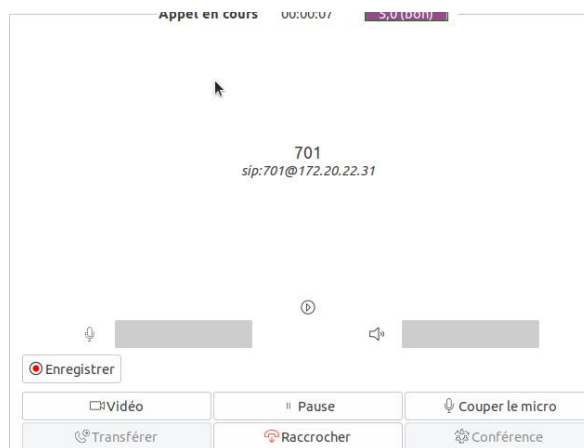 Appel en cours 00:00:07 5,0 (bon)
701
sip:701@172.20.22.31
Enregistrer
Vidéo Pause Couper le micro
Transférer Raccrocher Conférence